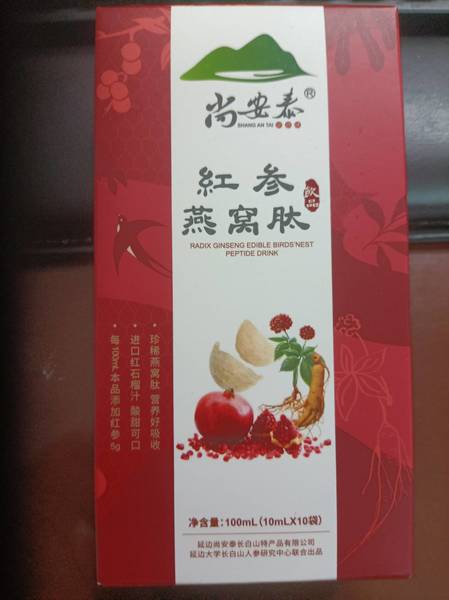 尚安泰®
SHANG AN TAI
紅参
燕窝肽
飲
RADIX GINSENG EDIBLE BIRDS'NEST
PEPTIDE DRINK
• 珍稀燕窝肽 营养好吸收
• 进口红石榴汁 酸甜可口
• 每100mL本品添加红参6g
净含量:100mL(10mLX10袋)
延边尚安泰长白山特产品有限公司
延边大学长白山人参研究中心联合出品